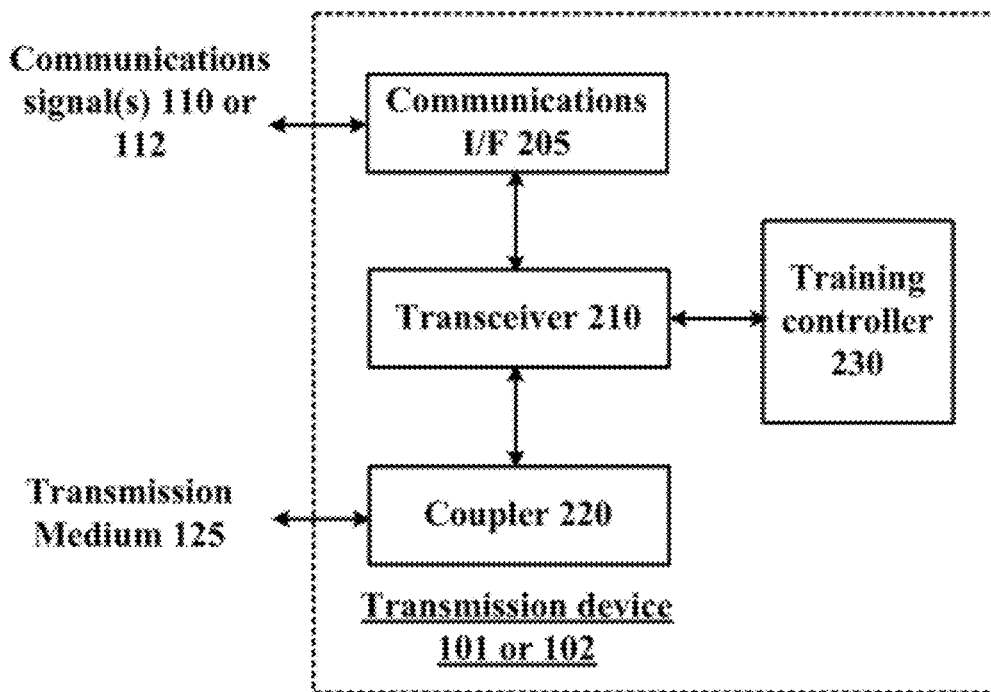 Communications
signal(s) 110 or
112
Communications
I/F 205
Transceiver 210
Training
controller
230
Transmission
Medium 125
Coupler 220
Transmission device
101 or 102